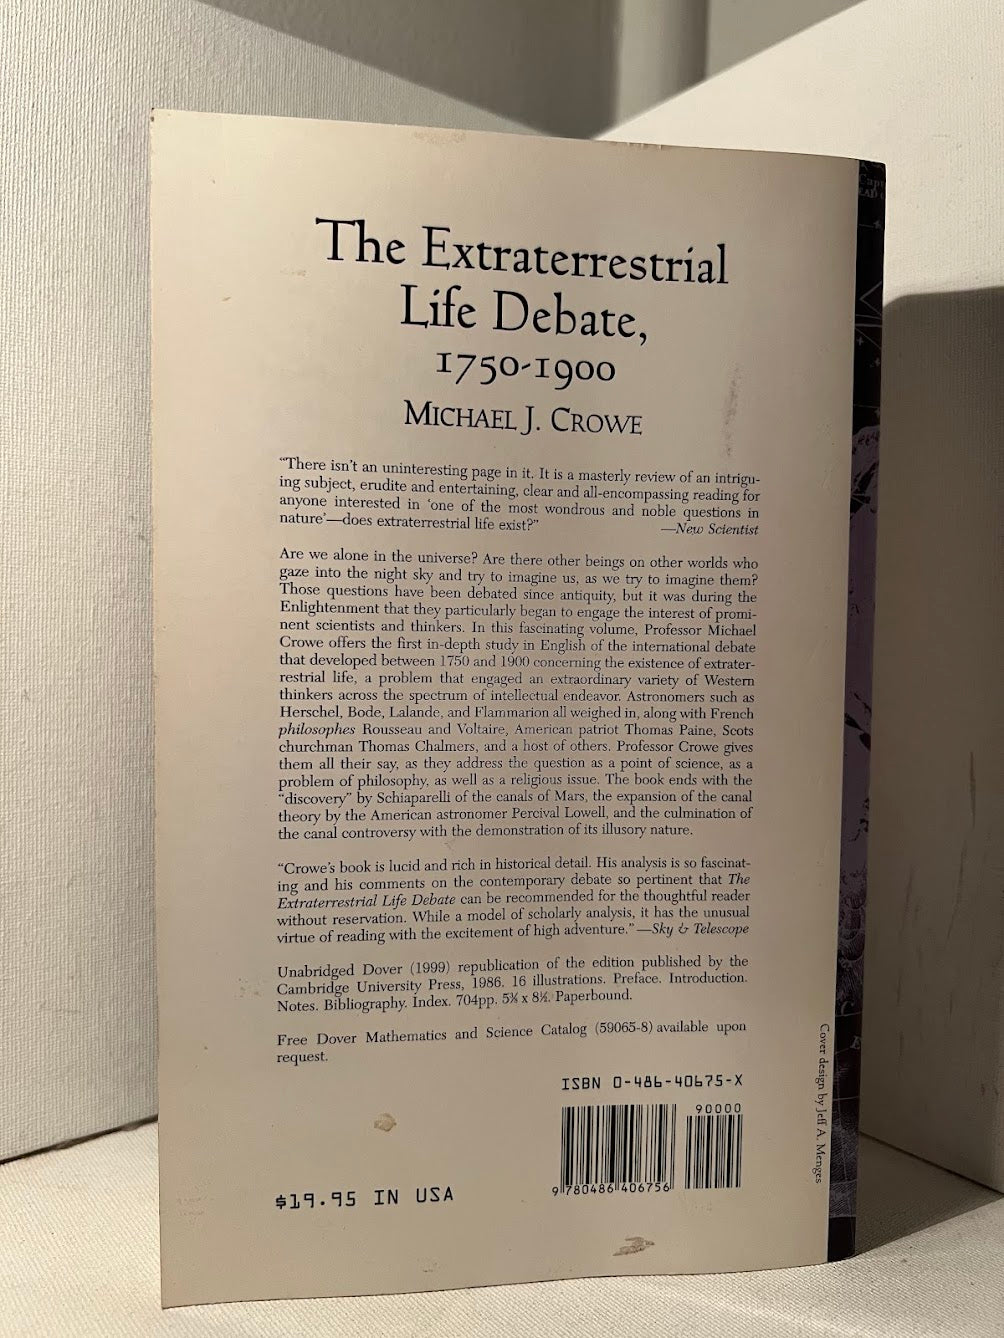 The Extraterrestrial
Life Debate,
1750-1900
MICHAEL J. CROWE
“There isn’t an uninteresting page in it. It is a masterly review of an intrigu-
ing subject, erudite and entertaining, clear and all-encompassing reading for
anyone interested in ‘one of the most wondrous and noble questions in
nature’—does extraterrestrial life exist?” —New Scientist
Are we alone in the universe? Are there other beings on other worlds who
gaze into the night sky and try to imagine us, as we try to imagine them?
Those questions have been debated since antiquity, but it was during the
Enlightenment that they particularly began to engage the interest of promi-
nent scientists and thinkers. In this fascinating volume, Professor Michael
Crowe offers the first in-depth study in English of the international debate
that developed between 1750 and 1900 concerning the existence of extrater-
restrial life, a problem that engaged an extraordinary variety of Western
thinkers across the spectrum of intellectual endeavor. Astronomers such as
Herschel, Bode, Lalande, and Flammarion all weighed in, along with French
philosophes Rousseau and Voltaire, American patriot Thomas Paine, Scots
churchman Thomas Chalmers, and a host of others. Professor Crowe gives
them all their say, as they address the question as a point of science, as a
problem of philosophy, as well as a religious issue. The book ends with the
“discovery” by Schiaparelli of the canals of Mars, the expansion of the canal
theory by the American astronomer Percival Lowell, and the culmination of
the canal controversy with the demonstration of its illusory nature.
“Crowe’s book is lucid and rich in historical detail. His analysis is so fascinat-
ing and his comments on the contemporary debate so pertinent that The
Extraterrestrial Life Debate can be recommended for the thoughtful reader
without reservation. While a model of scholarly analysis, it has the unusual
virtue of reading with the excitement of high adventure.” —Sky & Telescope
Unabridged Dover (1999) republication of the edition published by the
Cambridge University Press, 1986. 16 illustrations. Preface. Introduction.
Notes. Bibliography. Index. 704pp. 5⅜ x 8½. Paperbound.
Free Dover Mathematics and Science Catalog (59065-8) available upon
request.
ISBN 0-486-40675-X
90000
9 780486 406756
$19.95 IN USA
Cover design by Jeff A. Menges